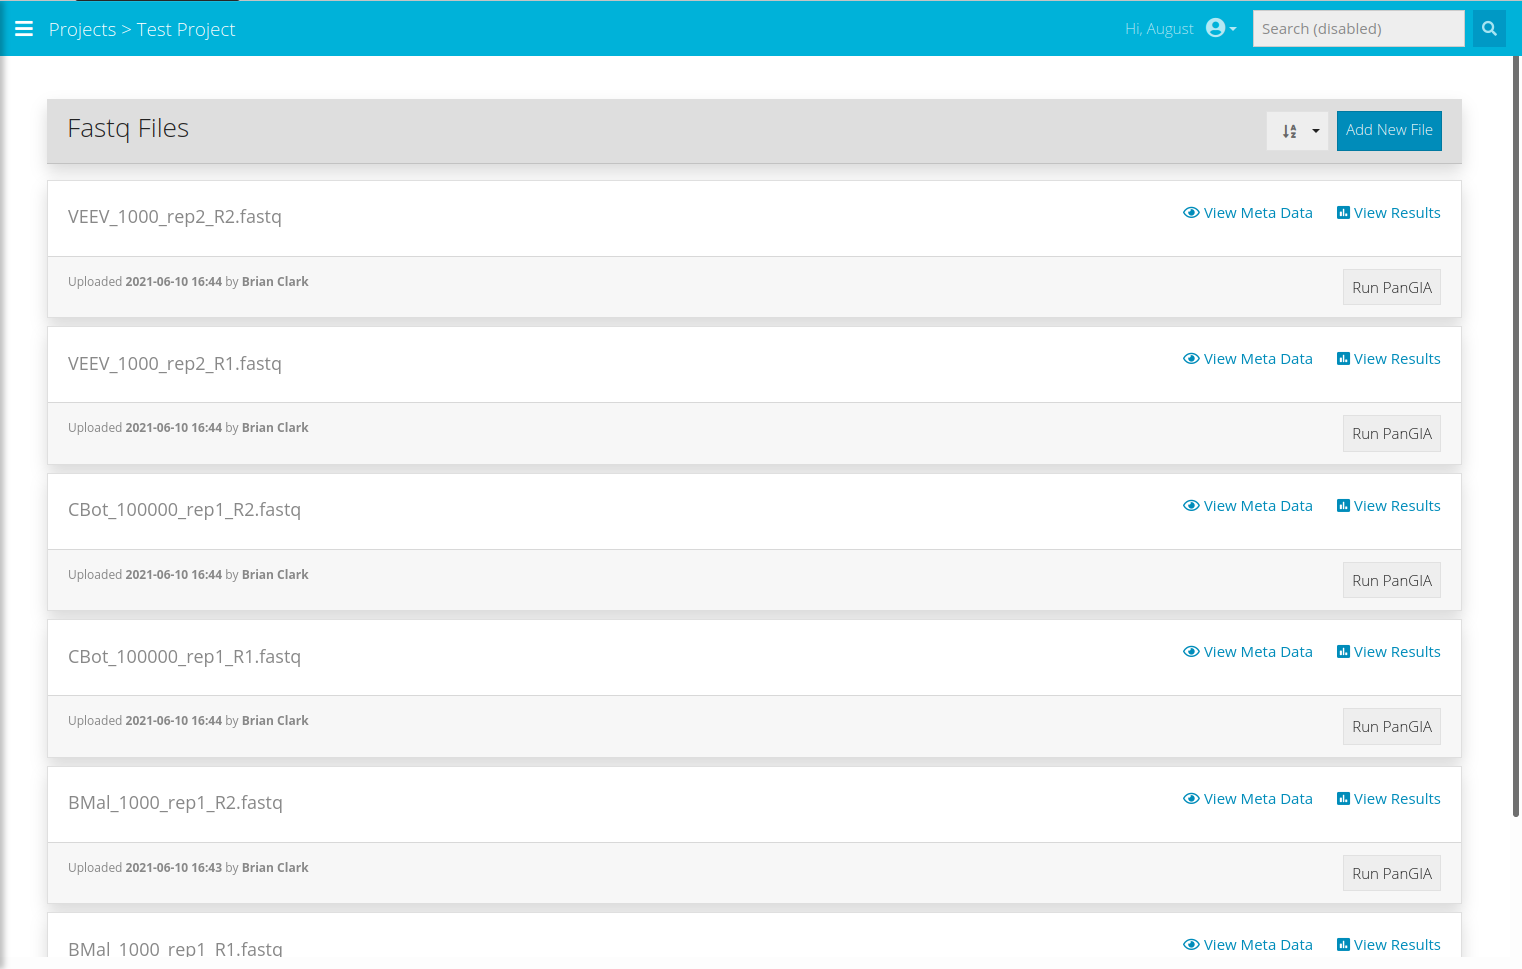 Projects > Test Project
Hi, August
Search (disabled)
Fastq Files
Add New File
VEEV_1000_rep2_R2.fastq
View Meta Data
View Results
Uploaded 2021-06-10 16:44 by Brian Clark
Run PanGIA
VEEV_1000_rep2_R1.fastq
View Meta Data
View Results
Uploaded 2021-06-10 16:44 by Brian Clark
Run PanGIA
CBot_100000_rep1_R2.fastq
View Meta Data
View Results
Uploaded 2021-06-10 16:44 by Brian Clark
Run PanGIA
CBot_100000_rep1_R1.fastq
View Meta Data
View Results
Uploaded 2021-06-10 16:44 by Brian Clark
Run PanGIA
BMal_1000_rep1_R2.fastq
View Meta Data
View Results
Uploaded 2021-06-10 16:43 by Brian Clark
Run PanGIA
BMal_1000_rep1_R1.fastq
View Meta Data
View Results